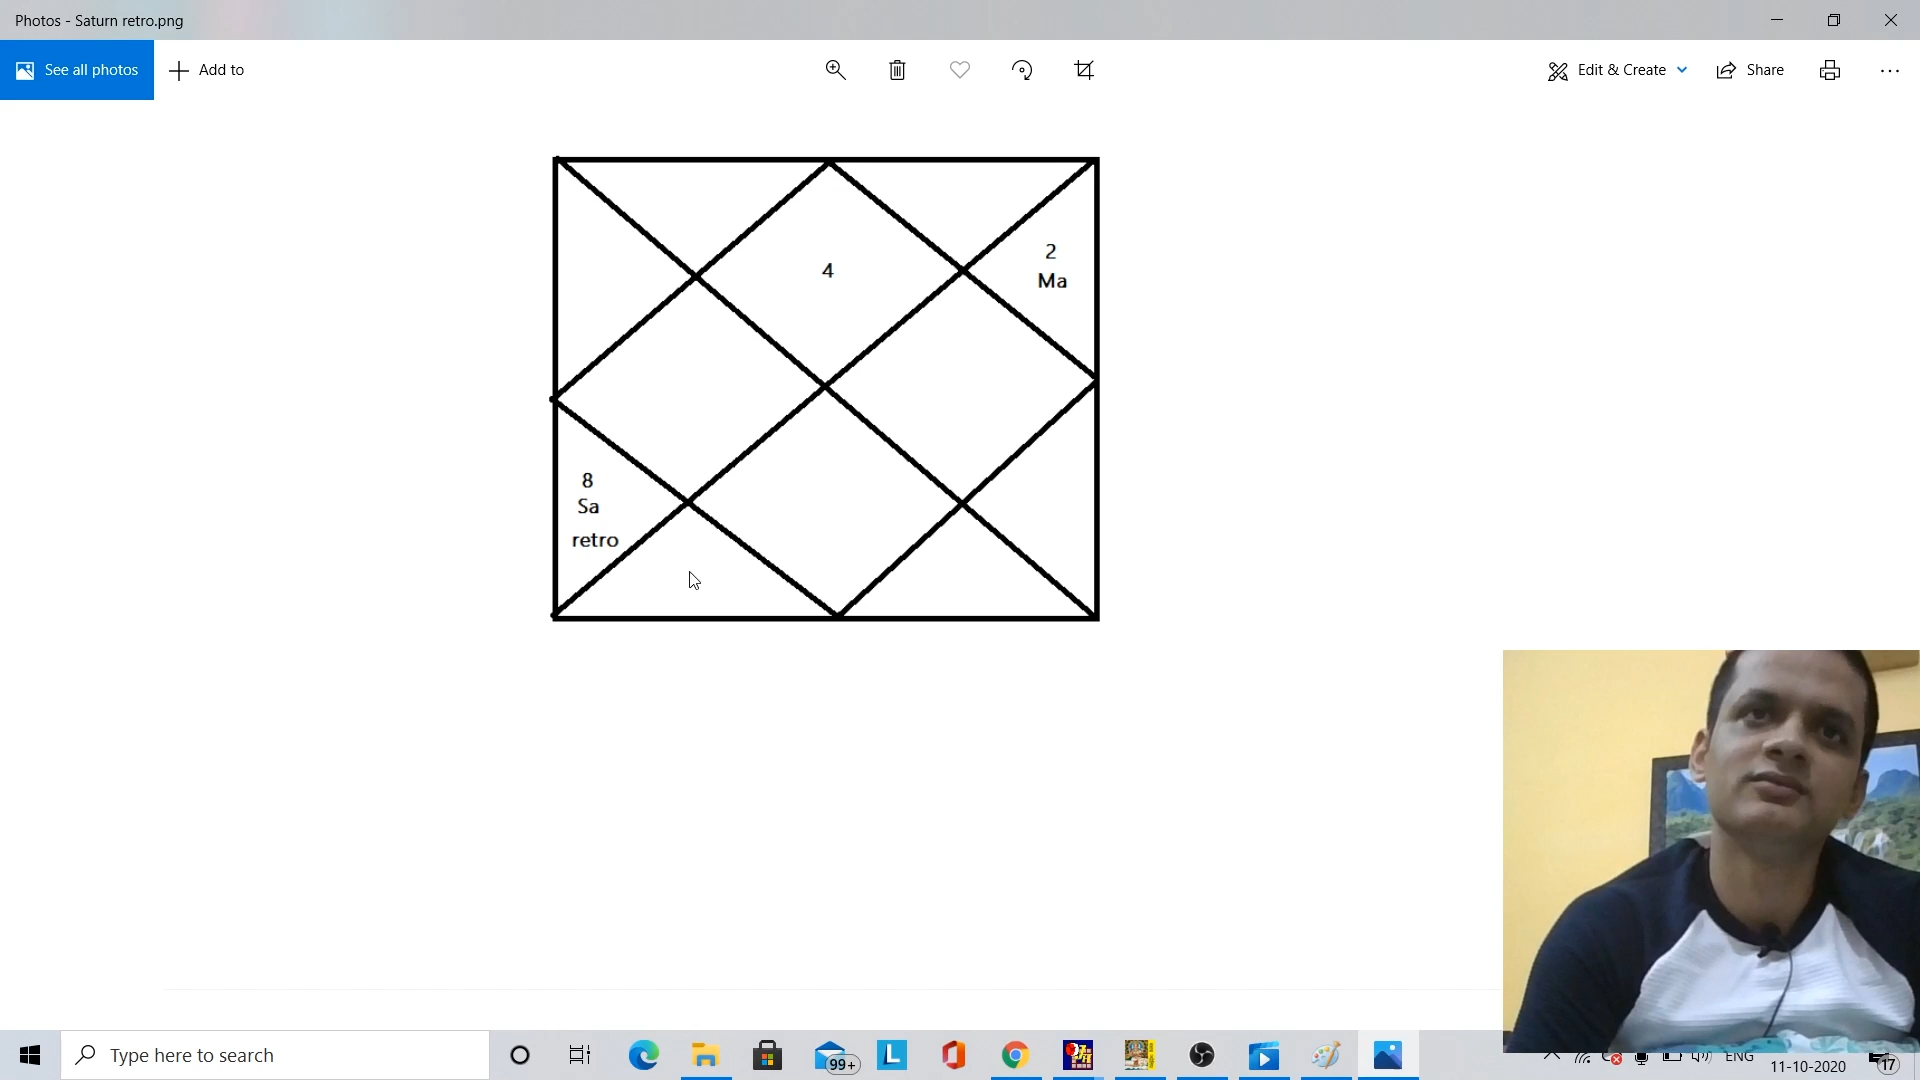 Photos - Saturn retro.png
See all photos
Add to
Edit & Create
Share
4
2
Ma
8
Sa
retro
Type here to search
99+
L
ENG
11-10-2020
17